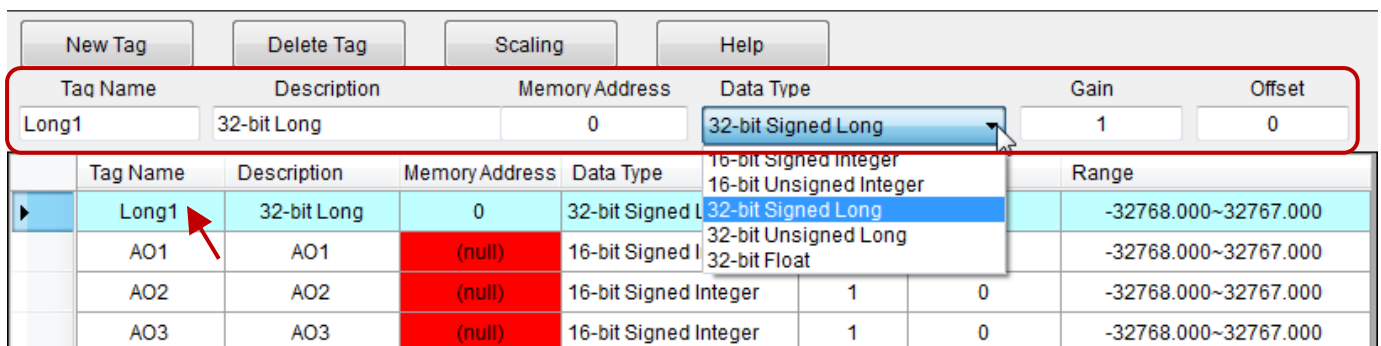 New Tag Delete Tag Scaling Help
Tag Name Description Memory Address Data Type Gain Offset
Long1 32-bit Long 0 32-bit Signed Long 1 0
16-bit Signed Integer
16-bit Unsigned Integer
32-bit Signed Long
32-bit Unsigned Long
32-bit Float
Tag Name Description Memory Address Data Type Range
Long1 32-bit Long 0 32-bit Signed L -32768.000~32767.000
AO1 AO1 (null) 16-bit Signed I -32768.000~32767.000
AO2 AO2 (null) 16-bit Signed Integer 1 0 -32768.000~32767.000
AO3 AO3 (null) 16-bit Signed Integer 1 0 -32768.000~32767.000